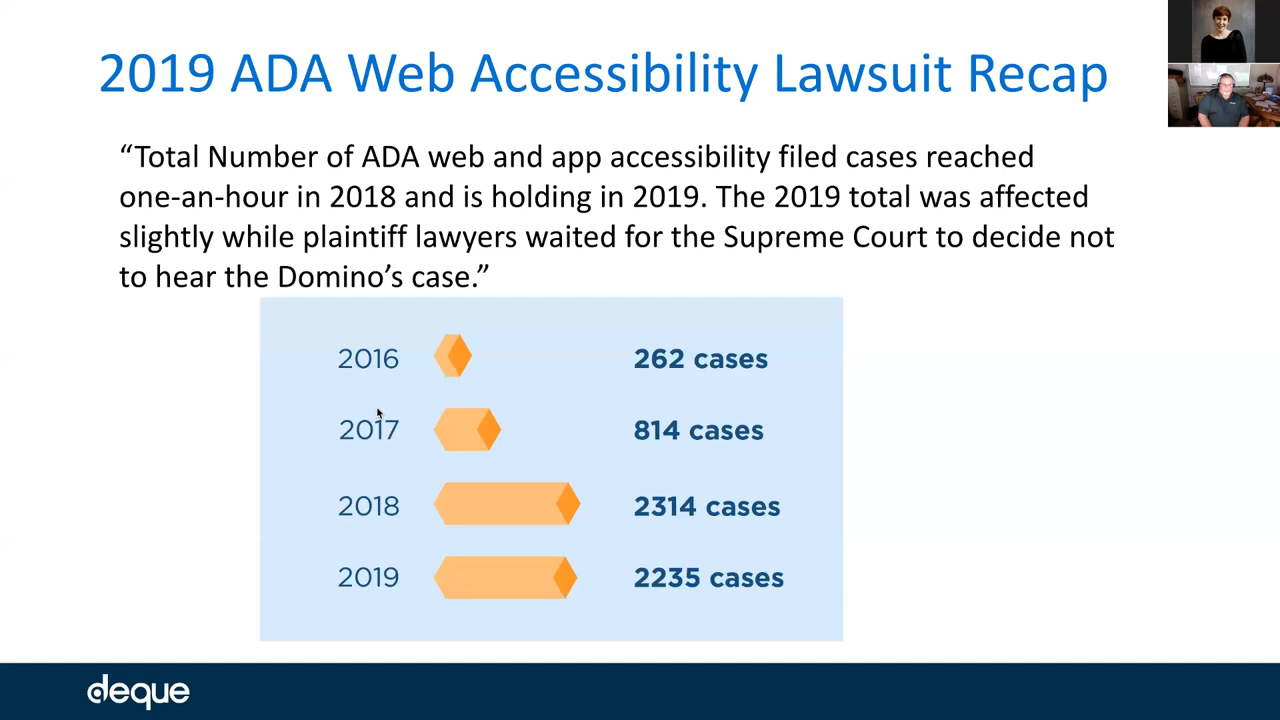 2019 ADA Web Accessibility Lawsuit Recap
“Total Number of ADA web and app accessibility filed cases reached
one-an-hour in 2018 and is holding in 2019. The 2019 total was affected
slightly while plaintiff lawyers waited for the Supreme Court to decide not
to hear the Domino’s case.”
2016 262 cases
2017 814 cases
2018 2314 cases
2019 2235 cases
deque